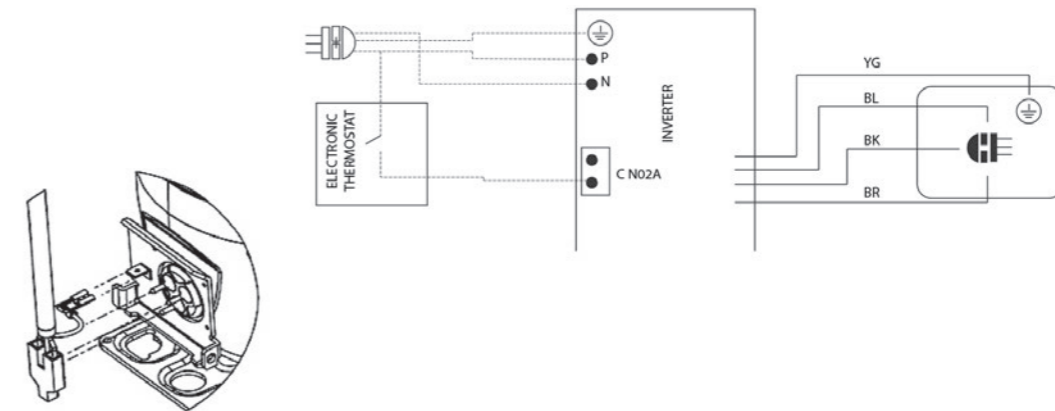 P
N
ELECTRONIC
THERMOSTAT
INVERTER
C N02A
YG
BL
BK
BR